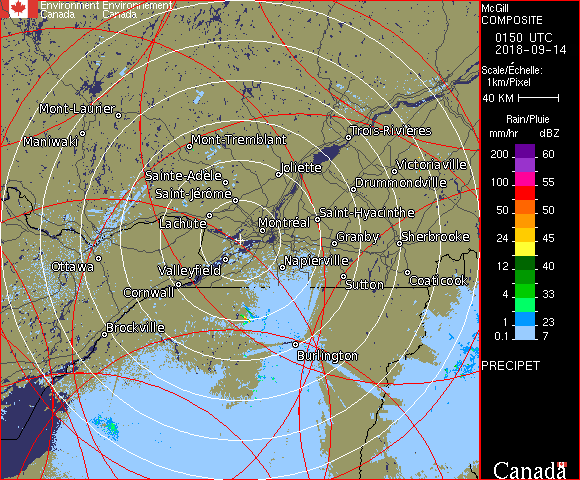 Environment Environnement
Canada Canada
McGill
COMPOSITE
0150 UTC
2018-09-14
Scale/Échelle:
1km/Pixel
40 KM
Rain/Pluie
mm/hr dBZ
200 60
100 55
50 50
24 45
12 40
4 33
1 23
0.1 7
PRECIPET
Canada
Mont-Laurier
Maniwaki
Mont-Tremblant
Trois-Rivières
Victoriaville
Joliette
Sainte-Adèle
Drummondville
Saint-Jérôme
Saint-Hyacinthe
Lachute
Montréal
Granby
Sherbrooke
Ottawa
Napierville
Valleyfield
Coaticook
Sutton
Cornwall
Brockville
Burlington